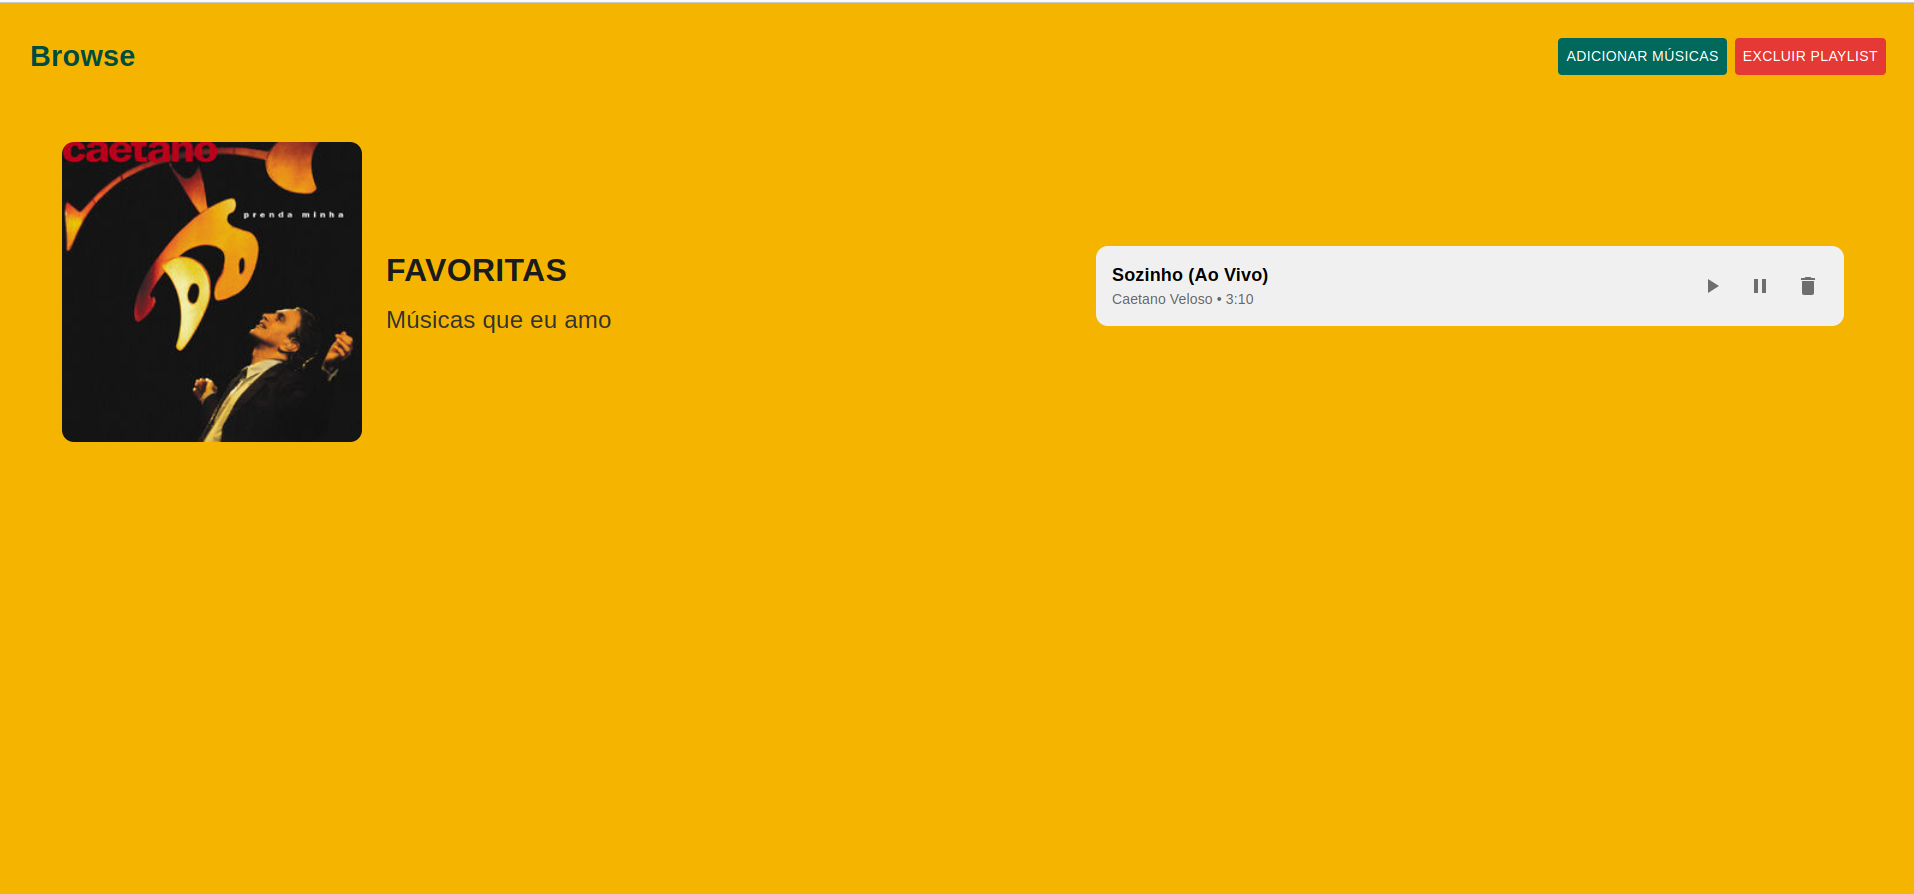 Browse
ADICIONAR MÚSICAS
EXCLUIR PLAYLIST
caetano
prenda minha
FAVORITAS
Músicas que eu amo
Sozinho (Ao Vivo)
Caetano Veloso • 3:10